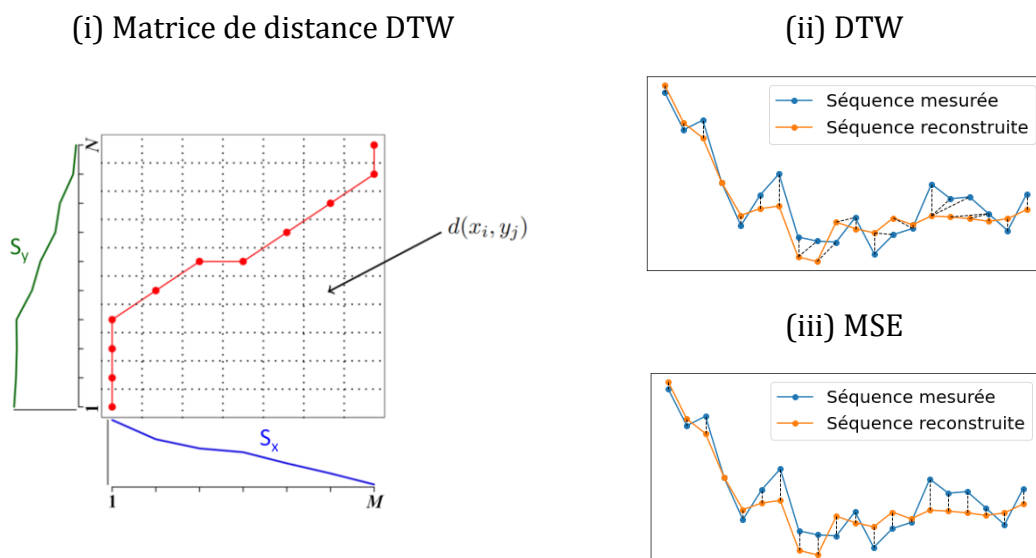 (i) Matrice de distance DTW
N
S_y
1
d(x_i, y_j)
S_x
1
M
(ii) DTW
Séquence mesurée
Séquence reconstruite
(iii) MSE
Séquence mesurée
Séquence reconstruite